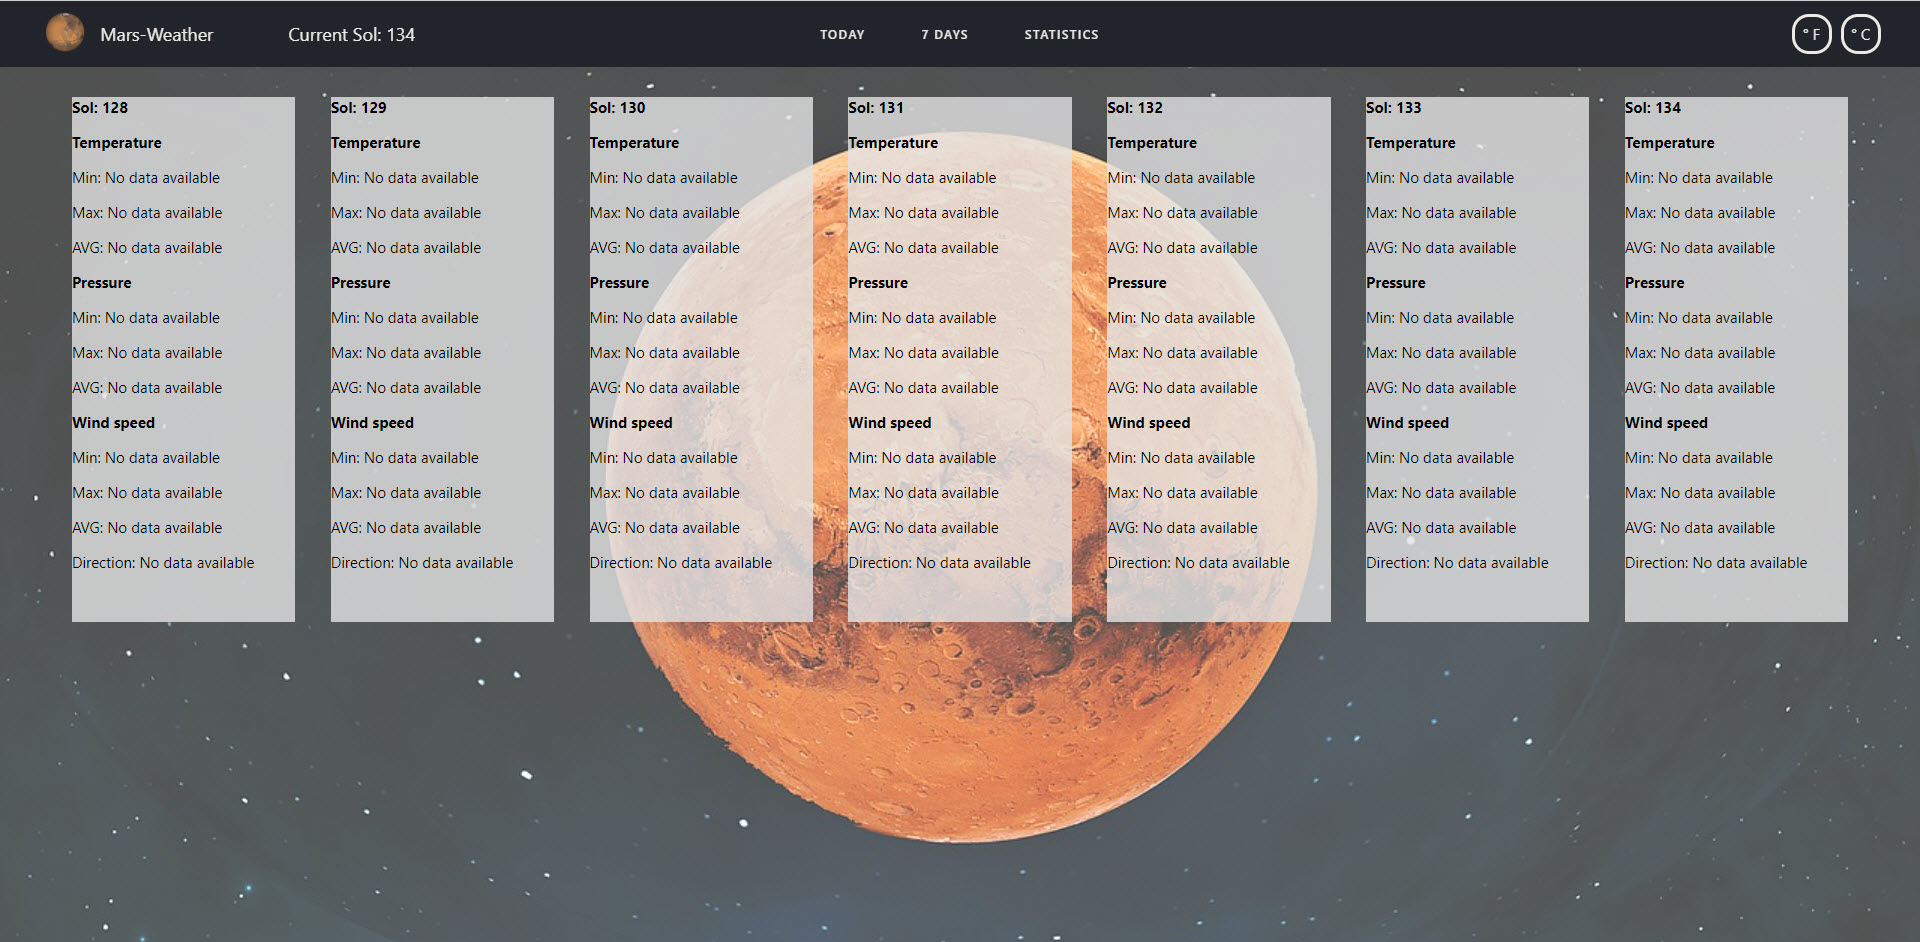 Mars-Weather Current Sol: 134 TODAY 7 DAYS STATISTICS ° F ° C
Sol: 128
Temperature
Min: No data available
Max: No data available
AVG: No data available
Pressure
Min: No data available
Max: No data available
AVG: No data available
Wind speed
Min: No data available
Max: No data available
AVG: No data available
Direction: No data available
Sol: 129
Temperature
Min: No data available
Max: No data available
AVG: No data available
Pressure
Min: No data available
Max: No data available
AVG: No data available
Wind speed
Min: No data available
Max: No data available
AVG: No data available
Direction: No data available
Sol: 130
Temperature
Min: No data available
Max: No data available
AVG: No data available
Pressure
Min: No data available
Max: No data available
AVG: No data available
Wind speed
Min: No data available
Max: No data available
AVG: No data available
Direction: No data available
Sol: 131
Temperature
Min: No data available
Max: No data available
AVG: No data available
Pressure
Min: No data available
Max: No data available
AVG: No data available
Wind speed
Min: No data available
Max: No data available
AVG: No data available
Direction: No data available
Sol: 132
Temperature
Min: No data available
Max: No data available
AVG: No data available
Pressure
Min: No data available
Max: No data available
AVG: No data available
Wind speed
Min: No data available
Max: No data available
AVG: No data available
Direction: No data available
Sol: 133
Temperature
Min: No data available
Max: No data available
AVG: No data available
Pressure
Min: No data available
Max: No data available
AVG: No data available
Wind speed
Min: No data available
Max: No data available
AVG: No data available
Direction: No data available
Sol: 134
Temperature
Min: No data available
Max: No data available
AVG: No data available
Pressure
Min: No data available
Max: No data available
AVG: No data available
Wind speed
Min: No data available
Max: No data available
AVG: No data available
Direction: No data available